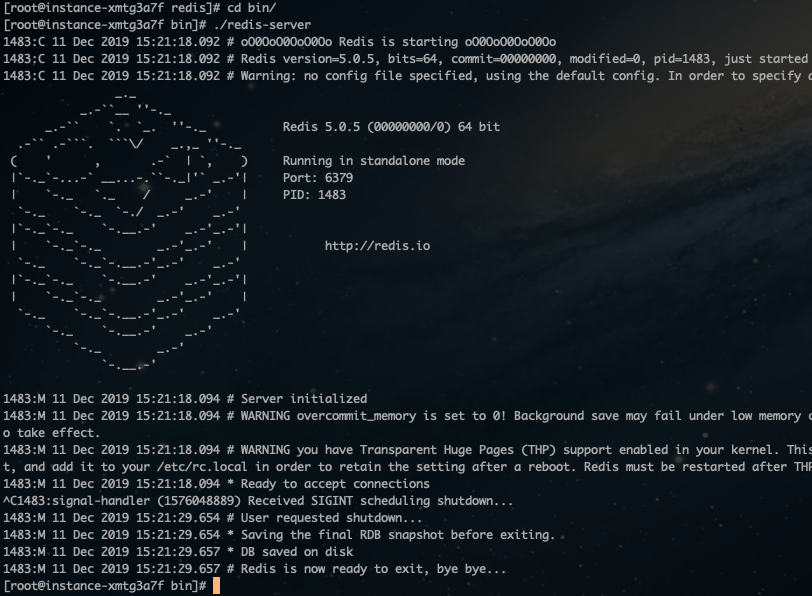 [root@instance-xmtg3a7f redis]# cd bin/
[root@instance-xmtg3a7f bin]# ./redis-server
1483:C 11 Dec 2019 15:21:18.092 # oO0OoO0OoO0Oo Redis is starting oO0OoO0OoO0Oo
1483:C 11 Dec 2019 15:21:18.092 # Redis version=5.0.5, bits=64, commit=00000000, modified=0, pid=1483, just started
1483:C 11 Dec 2019 15:21:18.092 # Warning: no config file specified, using the default config. In order to specify a
Redis 5.0.5 (00000000/0) 64 bit
Running in standalone mode
Port: 6379
PID: 1483
http://redis.io
1483:M 11 Dec 2019 15:21:18.094 # Server initialized
1483:M 11 Dec 2019 15:21:18.094 # WARNING overcommit_memory is set to 0! Background save may fail under low memory c
o take effect.
1483:M 11 Dec 2019 15:21:18.094 # WARNING you have Transparent Huge Pages (THP) support enabled in your kernel. This
t, and add it to your /etc/rc.local in order to retain the setting after a reboot. Redis must be restarted after THP
1483:M 11 Dec 2019 15:21:18.094 * Ready to accept connections
^C1483:signal-handler (1576048889) Received SIGINT scheduling shutdown...
1483:M 11 Dec 2019 15:21:29.654 # User requested shutdown...
1483:M 11 Dec 2019 15:21:29.654 * Saving the final RDB snapshot before exiting.
1483:M 11 Dec 2019 15:21:29.657 * DB saved on disk
1483:M 11 Dec 2019 15:21:29.657 # Redis is now ready to exit, bye bye...
[root@instance-xmtg3a7f bin]#